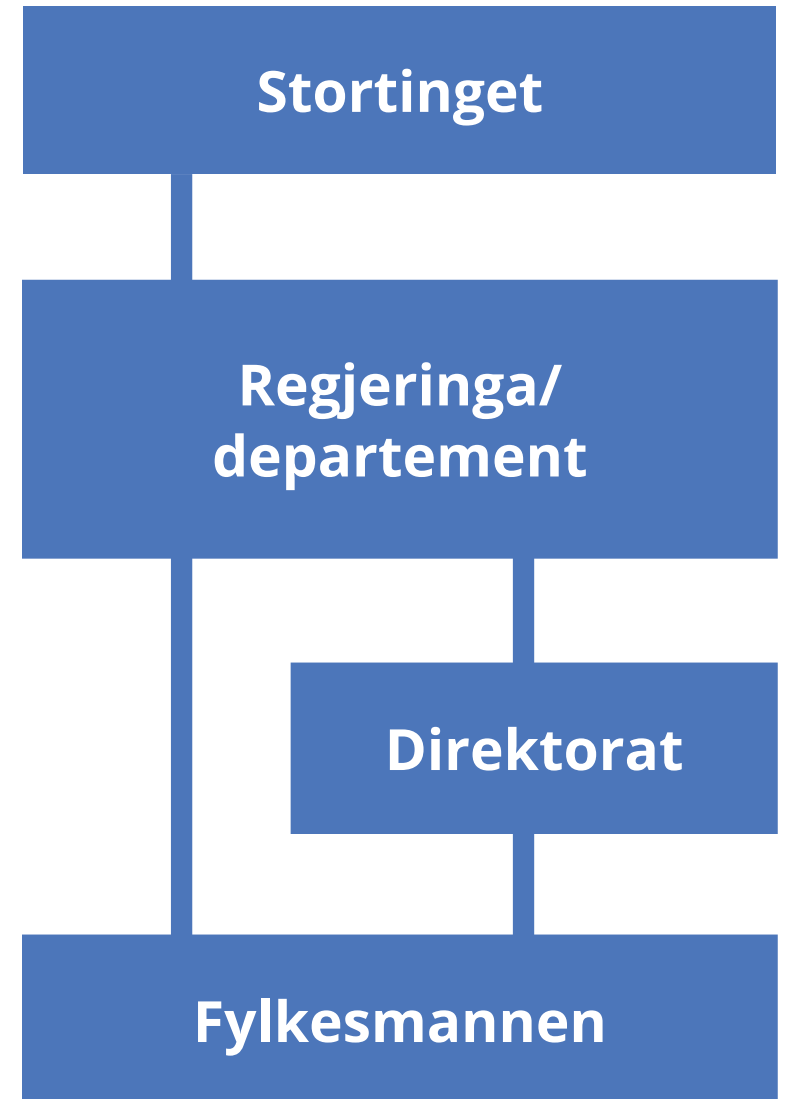 Stortinget
Regjeringa/
departement
Direktorat
Fylkesmannen